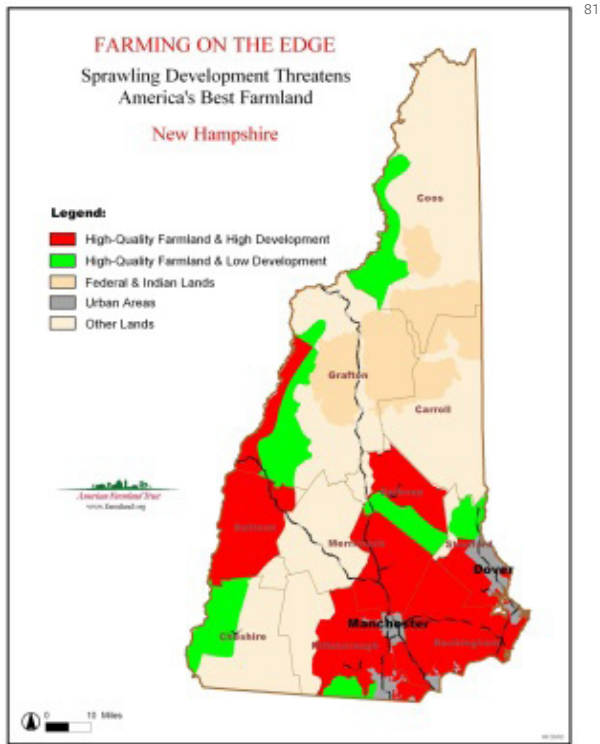 81
FARMING ON THE EDGE
Sprawling Development Threatens
America's Best Farmland
New Hampshire
Legend:
High-Quality Farmland & High Development
High-Quality Farmland & Low Development
Federal & Indian Lands
Urban Areas
Other Lands
Coos
Grafton
Carroll
American Farmland Trust
www.farmland.org
Belknap
Sullivan
Merrimack
Strafford
Dover
Manchester
Cheshire
Hillsborough
Rockingham
0 10 Miles